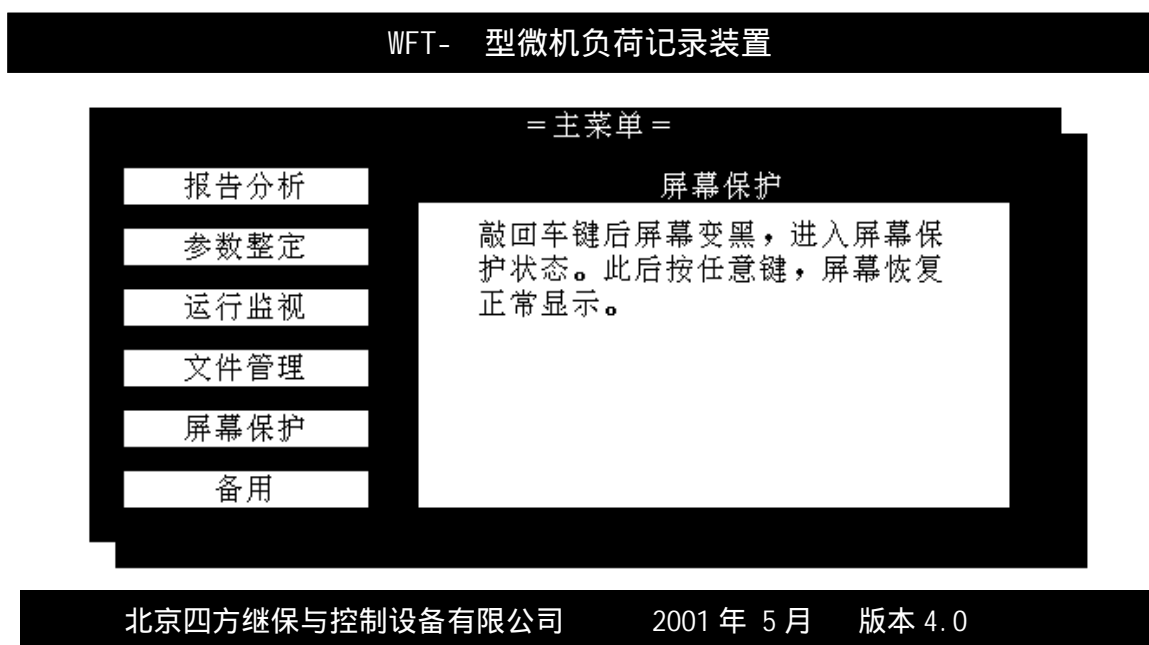 WFT- 型微机负荷记录装置
=主菜单=
报告分析
参数整定
运行监视
文件管理
屏幕保护
备用
屏幕保护
敲回车键后屏幕变黑，进入屏幕保
护状态。此后按任意键，屏幕恢复
正常显示。
北京四方继保与控制设备有限公司 2001年 5月 版本4.0